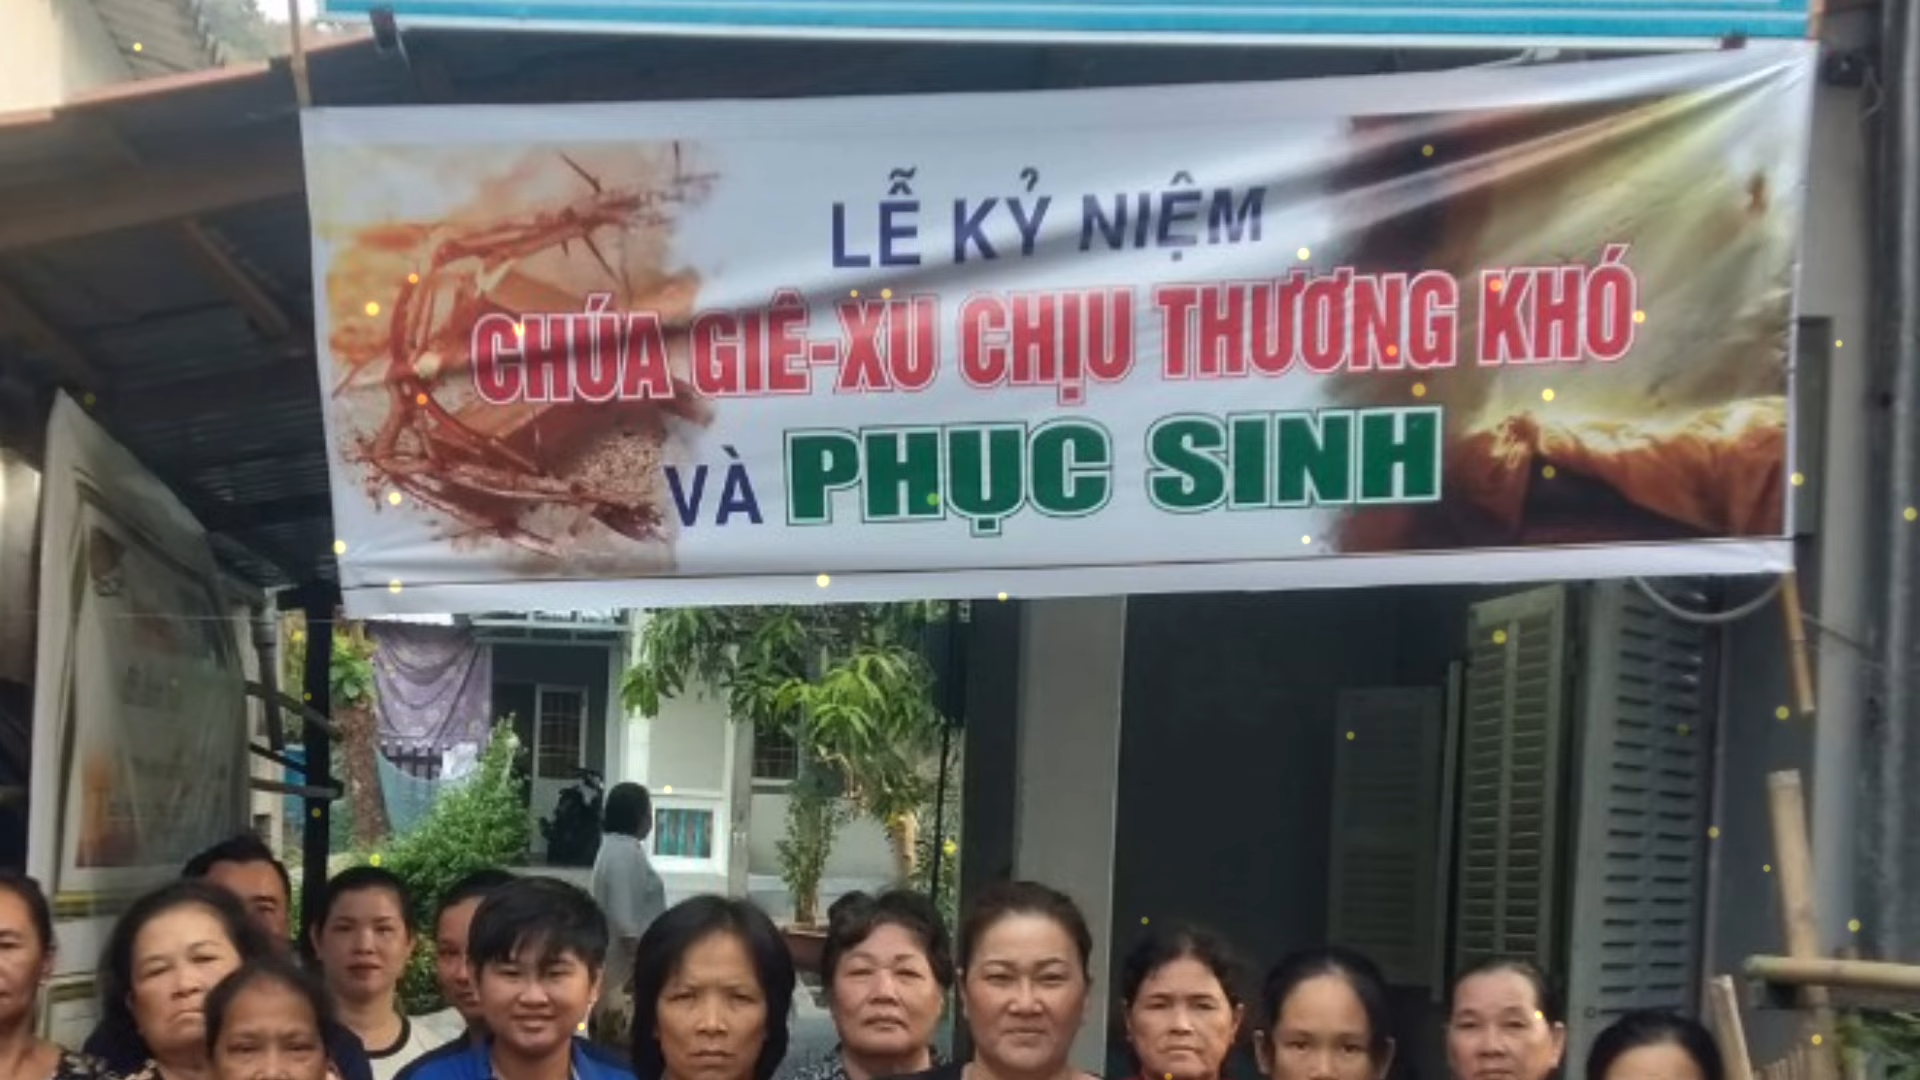 LỄ KỶ NIỆM
CHÚA GIÊ-XU CHỊU THƯƠNG KHÓ
VÀ PHỤC SINH